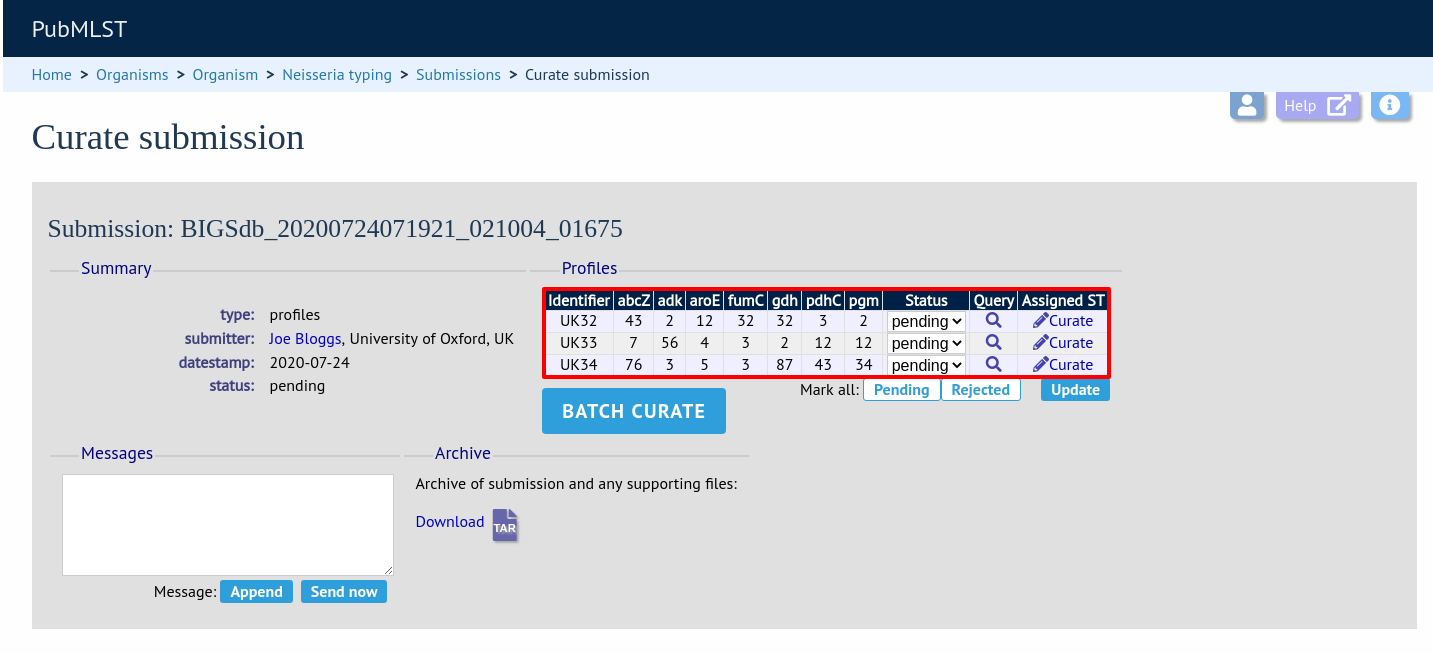 PubMLST
Home > Organisms > Organism > Neisseria typing > Submissions > Curate submission
Help
Curate submission
Submission: BIGSdb_20200724071921_021004_01675
Summary
type: profiles
submitter: Joe Bloggs, University of Oxford, UK
datestamp: 2020-07-24
status: pending
Profiles
Identifier abcZ adk aroE fumC gdh pdhC pgm Status Query Assigned ST
UK32 43 2 12 32 32 3 2 pending Curate
UK33 7 56 4 3 2 12 12 pending Curate
UK34 76 3 5 3 87 43 34 pending Curate
Mark all: Pending Rejected Update
BATCH CURATE
Messages
Message: Append Send now
Archive
Archive of submission and any supporting files:
Download TAR